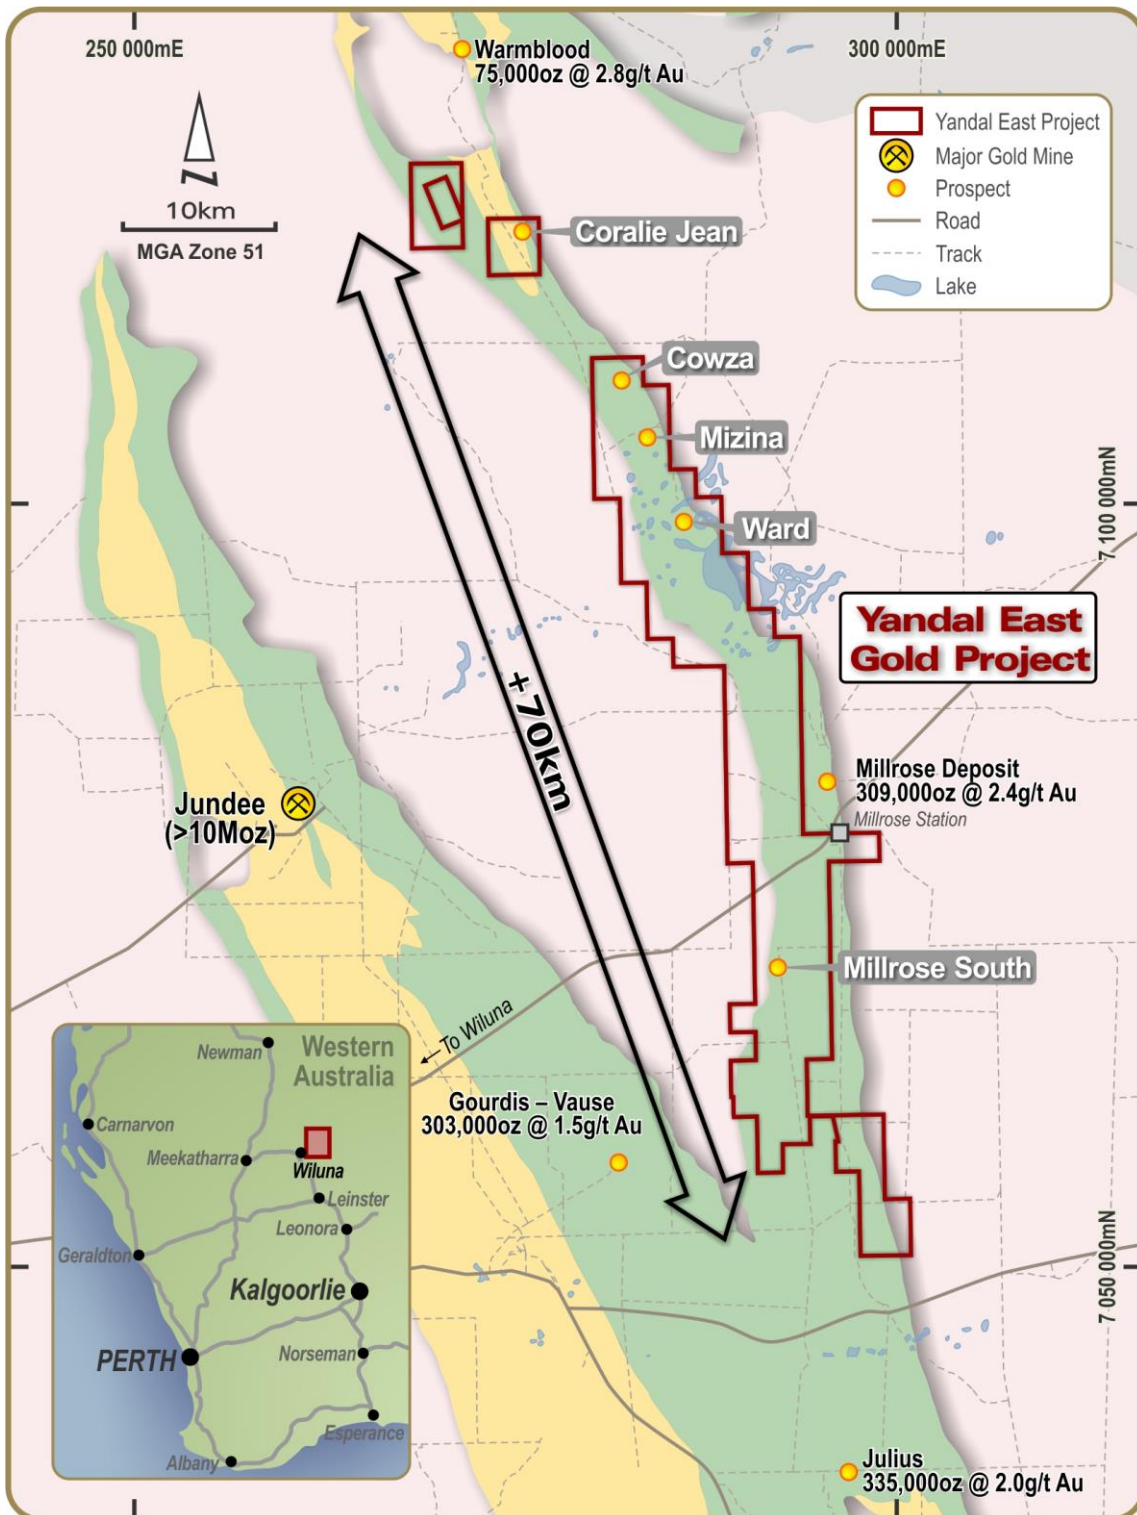 250 000mE
Warmblood
75,000oz @ 2.8g/t Au
300 000mE
Yandal East Project
Major Gold Mine
Prospect
Road
Track
Lake
N
10km
MGA Zone 51
Coralie Jean
Cowza
Mizina
Ward
7 100 000mN
Yandal East
Gold Project
+70km
Millrose Deposit
309,000oz @ 2.4g/t Au
Millrose Station
Jundee
(>10Moz)
Millrose South
To Wiluna
Gourdis – Vause
303,000oz @ 1.5g/t Au
7 050 000mN
Western
Australia
Newman
Carnarvon
Meekatharra
Wiluna
Leinster
Leonora
Geraldton
Kalgoorlie
PERTH
Norseman
Esperance
Albany
Julius
335,000oz @ 2.0g/t Au